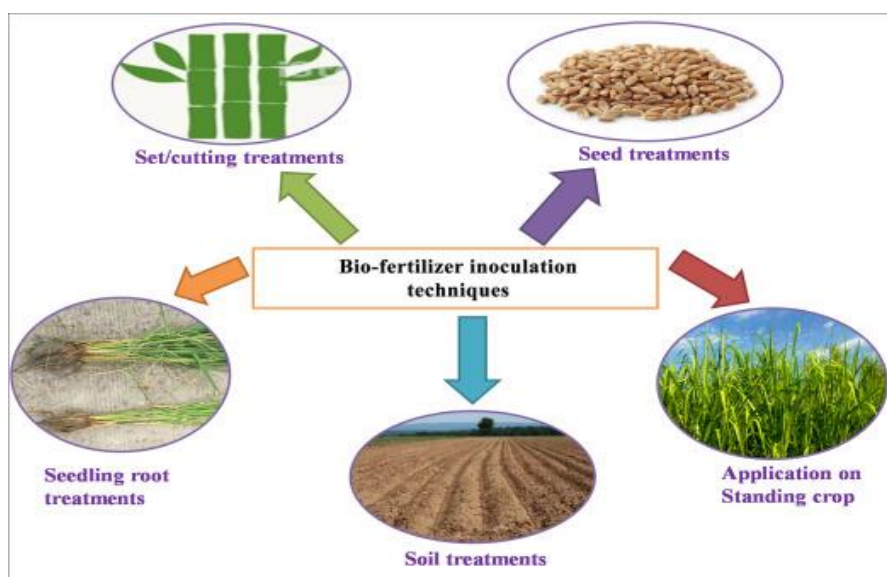 Set/cutting treatments
Seed treatments
Bio-fertilizer inoculation
techniques
Seedling root
treatments
Soil treatments
Application on
Standing crop